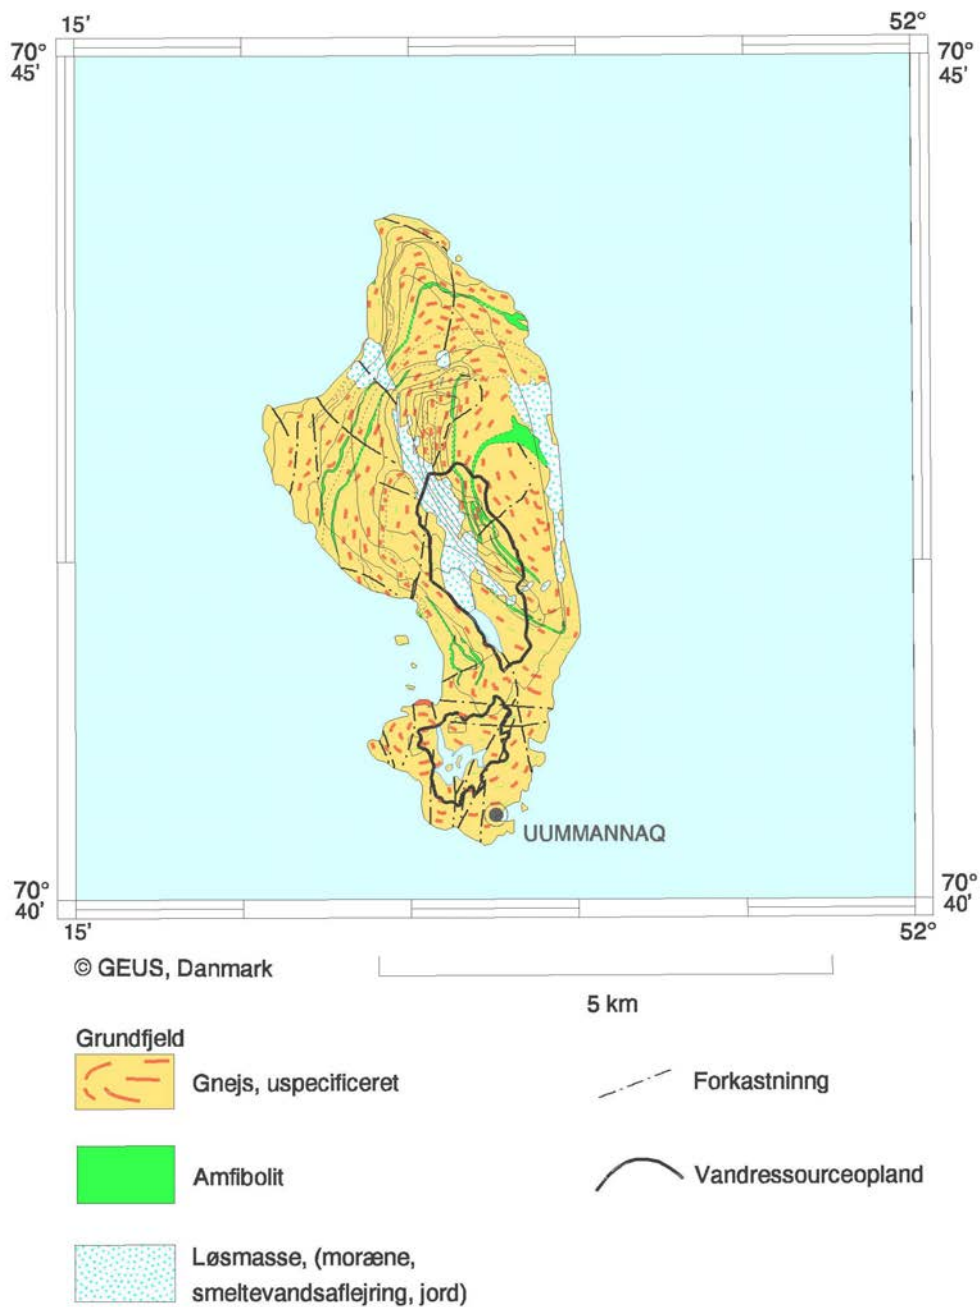 15'
52°
70°
45'
70°
45'
UUMMANNAQ
70°
40'
70°
40'
15'
52°
© GEUS, Danmark
5 km
Grundfjeld
Gnejs, uspecificeret
Forkastninng
Amfibolit
Vandressourceopland
Løsmasse, (moræne,
smeltevandsaflejring, jord)